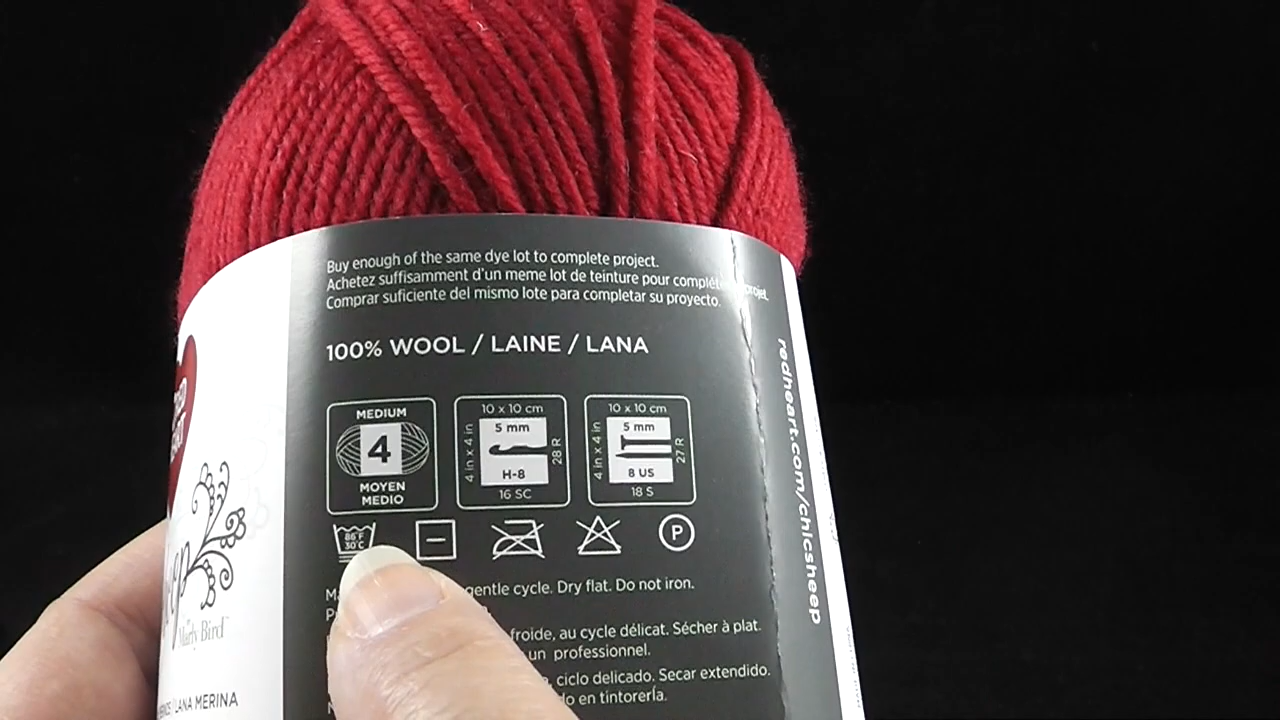 Buy enough of the same dye lot to complete project.
Achetez suffisamment d'un meme lot de teinture pour projet.
Comprar suficiente del mismo lote para completar su proyecto.
100% WOOL / LAINE / LANA
MEDIUM
4
MOYEN
MEDIO
10 x 10 cm
4 in x 4 in
5 mm
28 R
H-8
16 SC
10 x 10 cm
4 in x 4 in
5 mm
27 R
8 US
18 S
86°F
30°C
P
gentle cycle. Dry flat. Do not iron.
froide, au cycle délicat. Sécher à plat.
un professionnel.
ciclo delicado. Secar extendido.
en tintorería.
redheart.com/chicsheep
Marly Bird
LANA MERINA